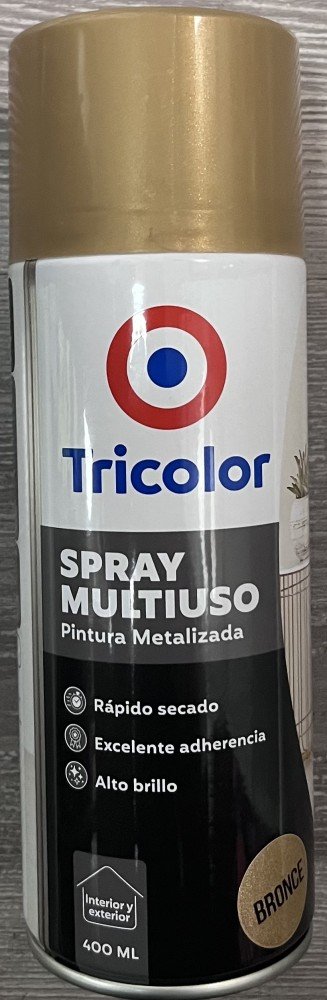 Tricolor
SPRAY
MULTIUSO
Pintura Metalizada
Rápido secado
Excelente adherencia
Alto brillo
Interior y
exterior
400 ML
BRONCE